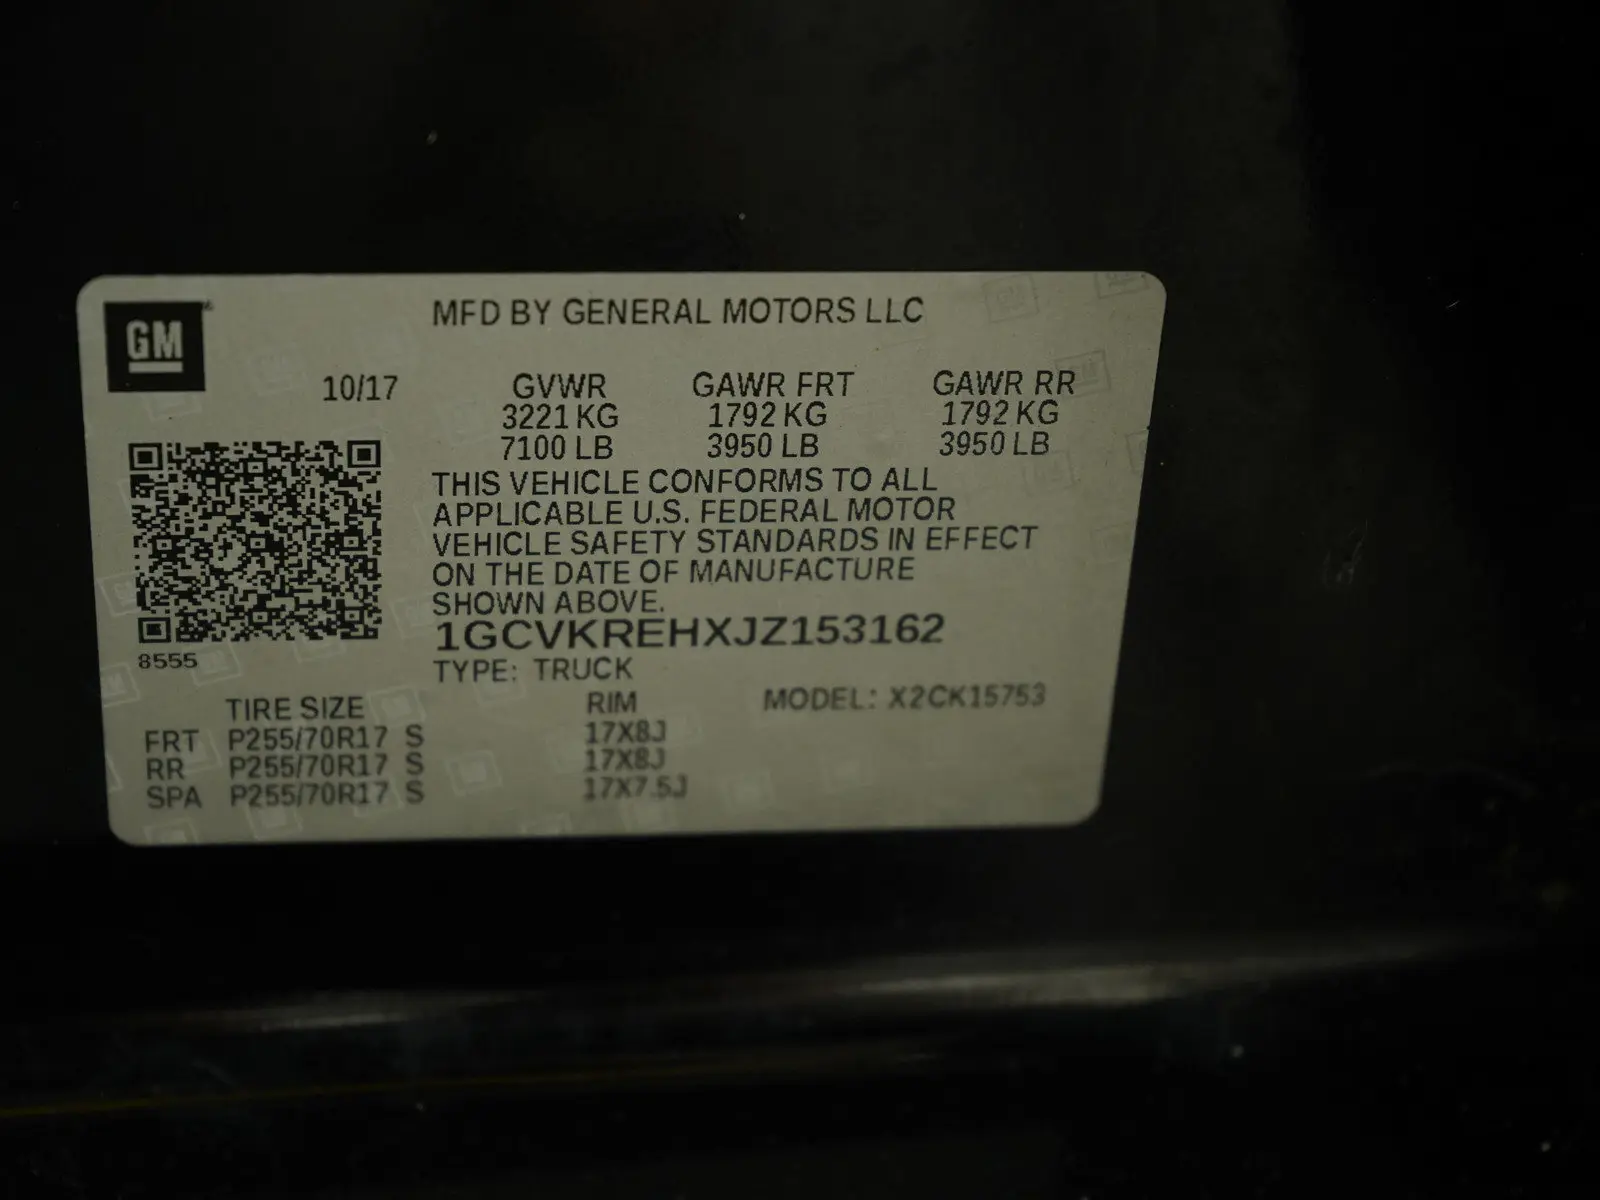 GM
MFD BY GENERAL MOTORS LLC
10/17 GVWR GAWR FRT GAWR RR
3221 KG 1792 KG 1792 KG
7100 LB 3950 LB 3950 LB
THIS VEHICLE CONFORMS TO ALL
APPLICABLE U.S. FEDERAL MOTOR
VEHICLE SAFETY STANDARDS IN EFFECT
ON THE DATE OF MANUFACTURE
SHOWN ABOVE.
1GCVKREHXJZ153162
8555
TYPE: TRUCK
TIRE SIZE RIM MODEL: X2CK15753
FRT P255/70R17 S 17X8J
RR P255/70R17 S 17X8J
SPA P255/70R17 S 17X7.5J